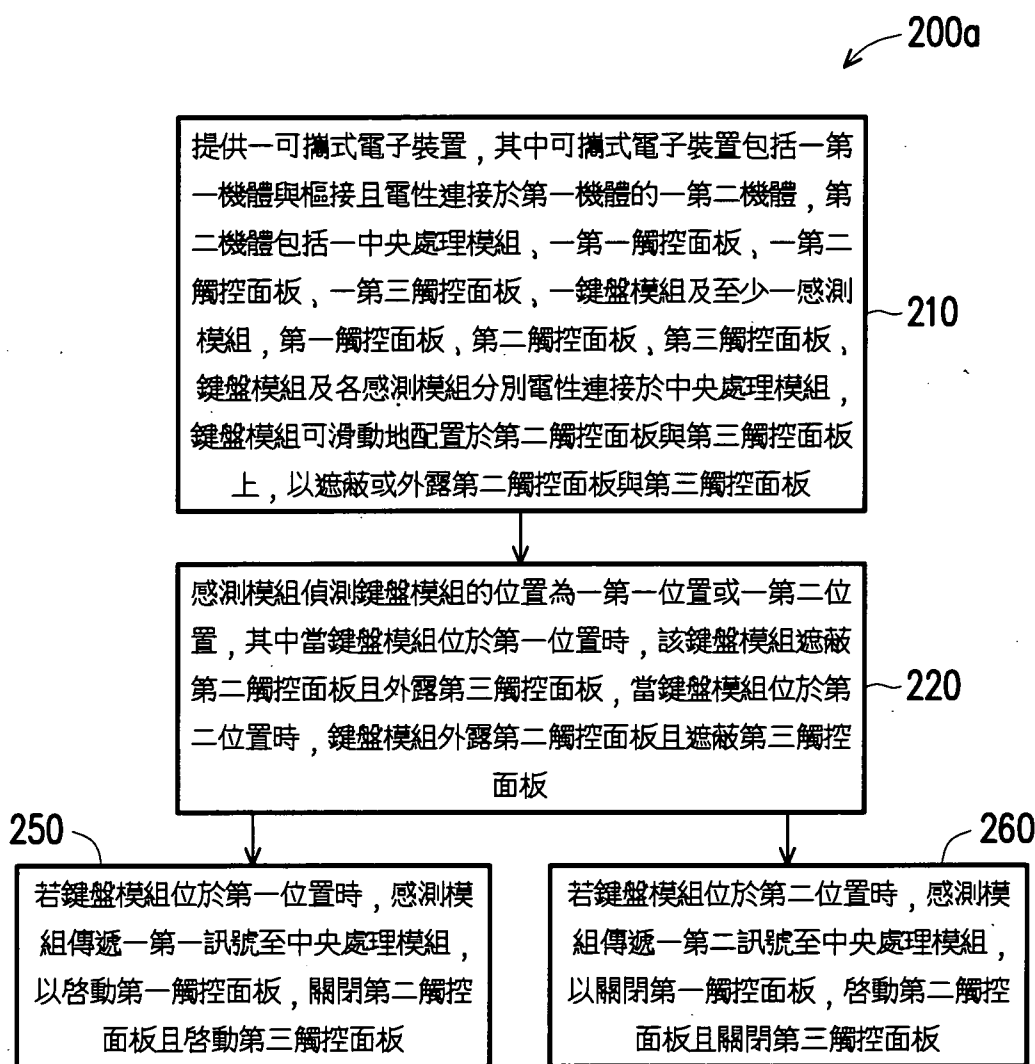 200a
提供一可攜式電子裝置,其中可攜式電子裝置包括一第
一機體與樞接且電性連接於第一機體的一第二機體,第
二機體包括一中央處理模組、一第一觸控面板、一第二
觸控面板、一第三觸控面板、一鍵盤模組及至少一感測
模組,第一觸控面板、第二觸控面板、第三觸控面板、
鍵盤模組及各感測模組分別電性連接於中央處理模組,
鍵盤模組可滑動地配置於第二觸控面板與第三觸控面板
上,以遮蔽或外露第二觸控面板與第三觸控面板
210
感測模組偵測鍵盤模組的位置為一第一位置或一第二位
置,其中當鍵盤模組位於第一位置時,該鍵盤模組遮蔽
第二觸控面板且外露第三觸控面板,當鍵盤模組位於第
二位置時,鍵盤模組外露第二觸控面板且遮蔽第三觸控
面板
220
250
若鍵盤模組位於第一位置時,感測模
組傳遞一第一訊號至中央處理模組,
以啓動第一觸控面板,關閉第二觸控
面板且啓動第三觸控面板
260
若鍵盤模組位於第二位置時,感測模
組傳遞一第二訊號至中央處理模組,
以關閉第一觸控面板,啓動第二觸控
面板且關閉第三觸控面板